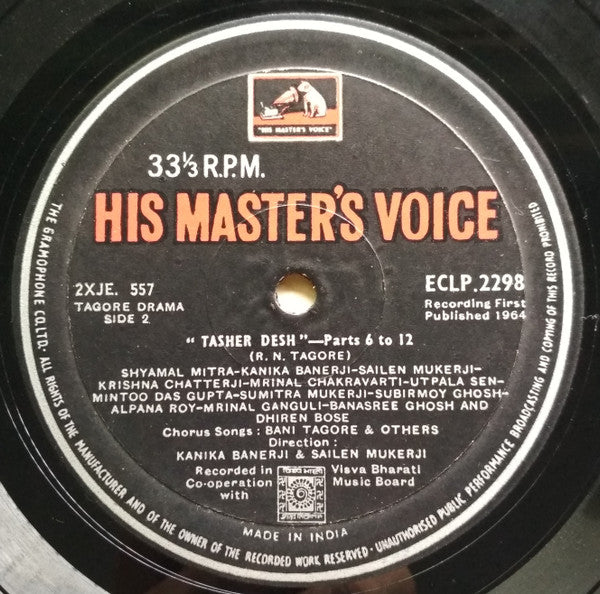 "HIS MASTER'S VOICE"
33⅓ R.P.M.
HIS MASTER'S VOICE
2XJE. 557
TAGORE DRAMA
SIDE 2
ECLP.2298
Recording First
Published 1964
" TASHER DESH "—Parts 6 to 12
(R. N. TAGORE)
SHYAMAL MITRA-KANIKA BANERJI-SAILEN MUKERJI-
KRISHNA CHATTERJI-MRINAL CHAKRAVARTI-UTPALA SEN-
MINTOO DAS GUPTA-SUMITRA MUKERJI-SUBIRMOY GHOSH-
ALPANA ROY-MRINAL GANGULI-BANASREE GHOSH AND
DHIREN BOSE
Chorus Songs : BANI TAGORE & OTHERS
Direction :
KANIKA BANERJI & SAILEN MUKERJI
Recorded in
Co-operation
with
Visva Bharati
Music Board
MADE IN INDIA
THE GRAMOPHONE CO. LTD. ALL RIGHTS OF THE MANUFACTURER AND OF THE OWNER OF THE RECORDED WORK RESERVED · UNAUTHORISED PUBLIC PERFORMANCE BROADCASTING AND COPYING OF THIS RECORD PROHIBITED